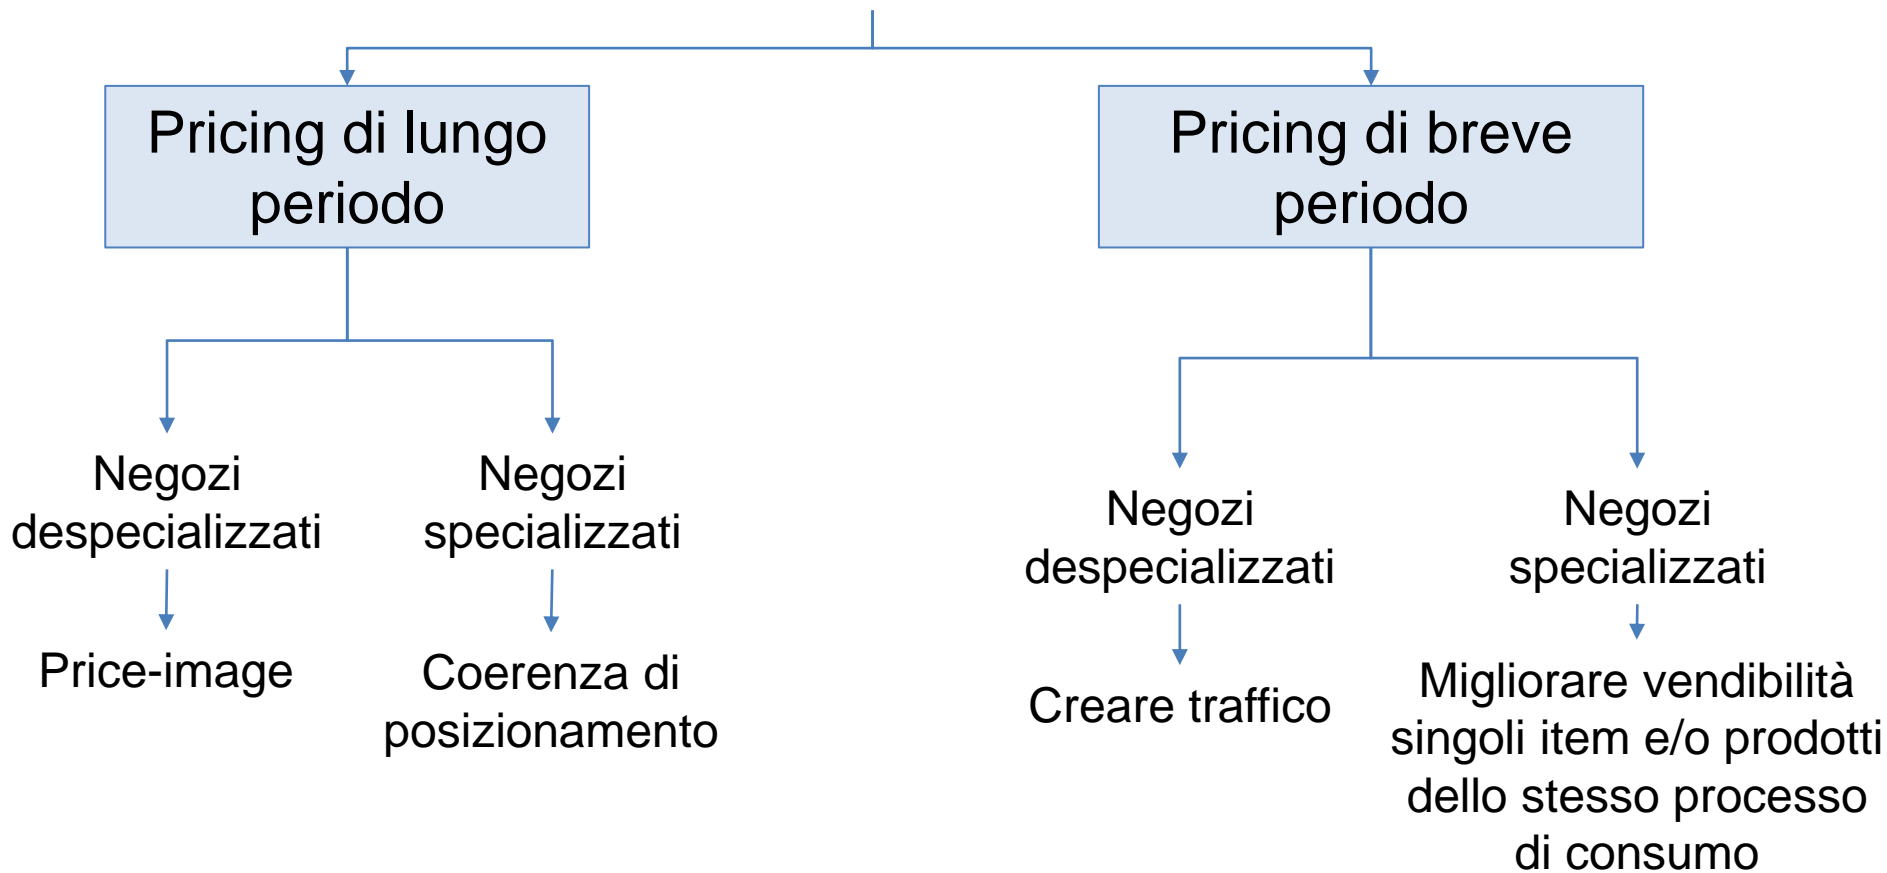 Pricing di lungo
periodo
Pricing di breve
periodo
Negozi
despecializzati
Negozi
specializzati
Negozi
despecializzati
Negozi
specializzati
Price-image
Coerenza di
posizionamento
Creare traffico
Migliorare vendibilità
singoli item e/o prodotti
dello stesso processo
di consumo